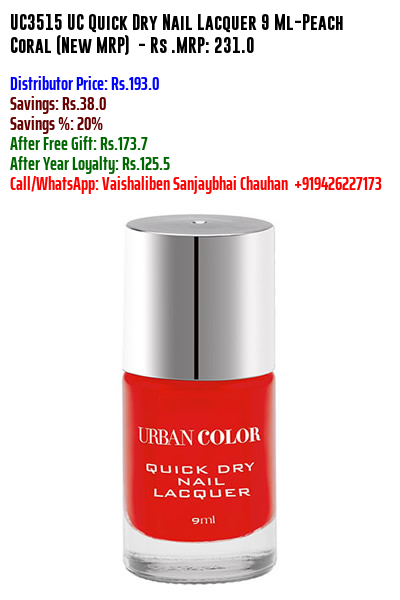 UC3515 UC Quick Dry Nail Lacquer 9 Ml-Peach
Coral (New MRP) - Rs .MRP: 231.0
Distributor Price: Rs.193.0
Savings: Rs.38.0
Savings %: 20%
After Free Gift: Rs.173.7
After Year Loyalty: Rs.125.5
Call/WhatsApp: Vaishaliben Sanjaybhai Chauhan +919426227173
URBAN COLOR
QUICK DRY
NAIL
LACQUER
9ml